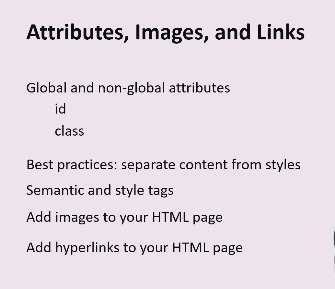 Attributes, Images, and Links
Global and non-global attributes
id
class
Best practices: separate content from styles
Semantic and style tags
Add images to your HTML page
Add hyperlinks to your HTML page